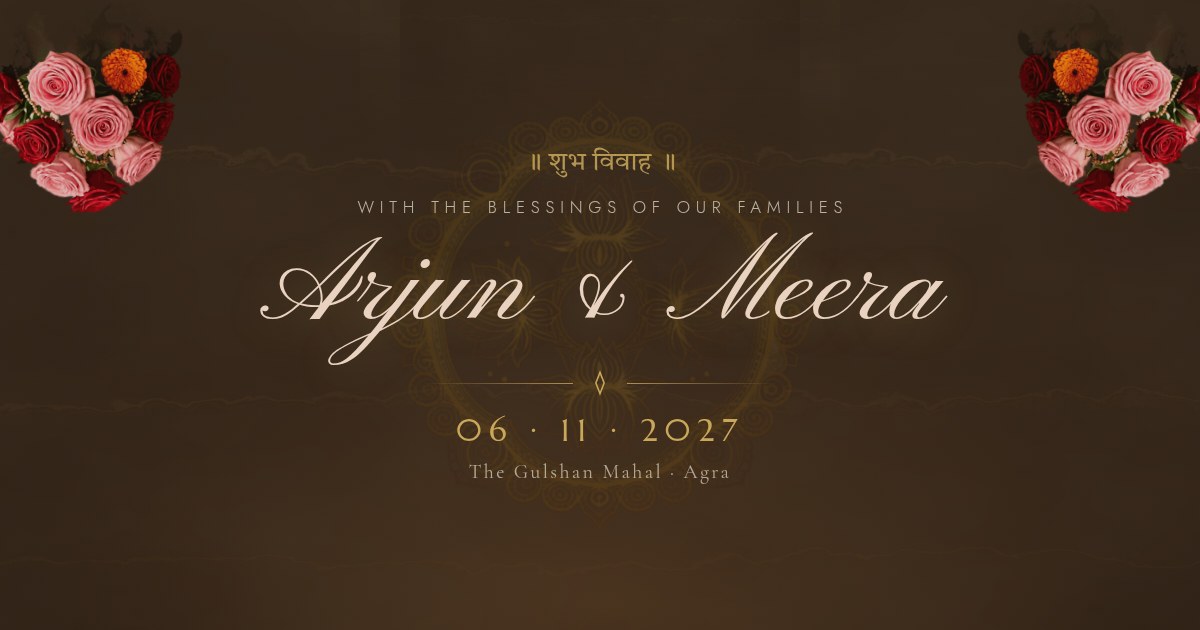 ॥ शुभ विवाह ॥
WITH THE BLESSINGS OF OUR FAMILIES
Arjun & Meera
06 · 11 · 2027
The Gulshan Mahal · Agra